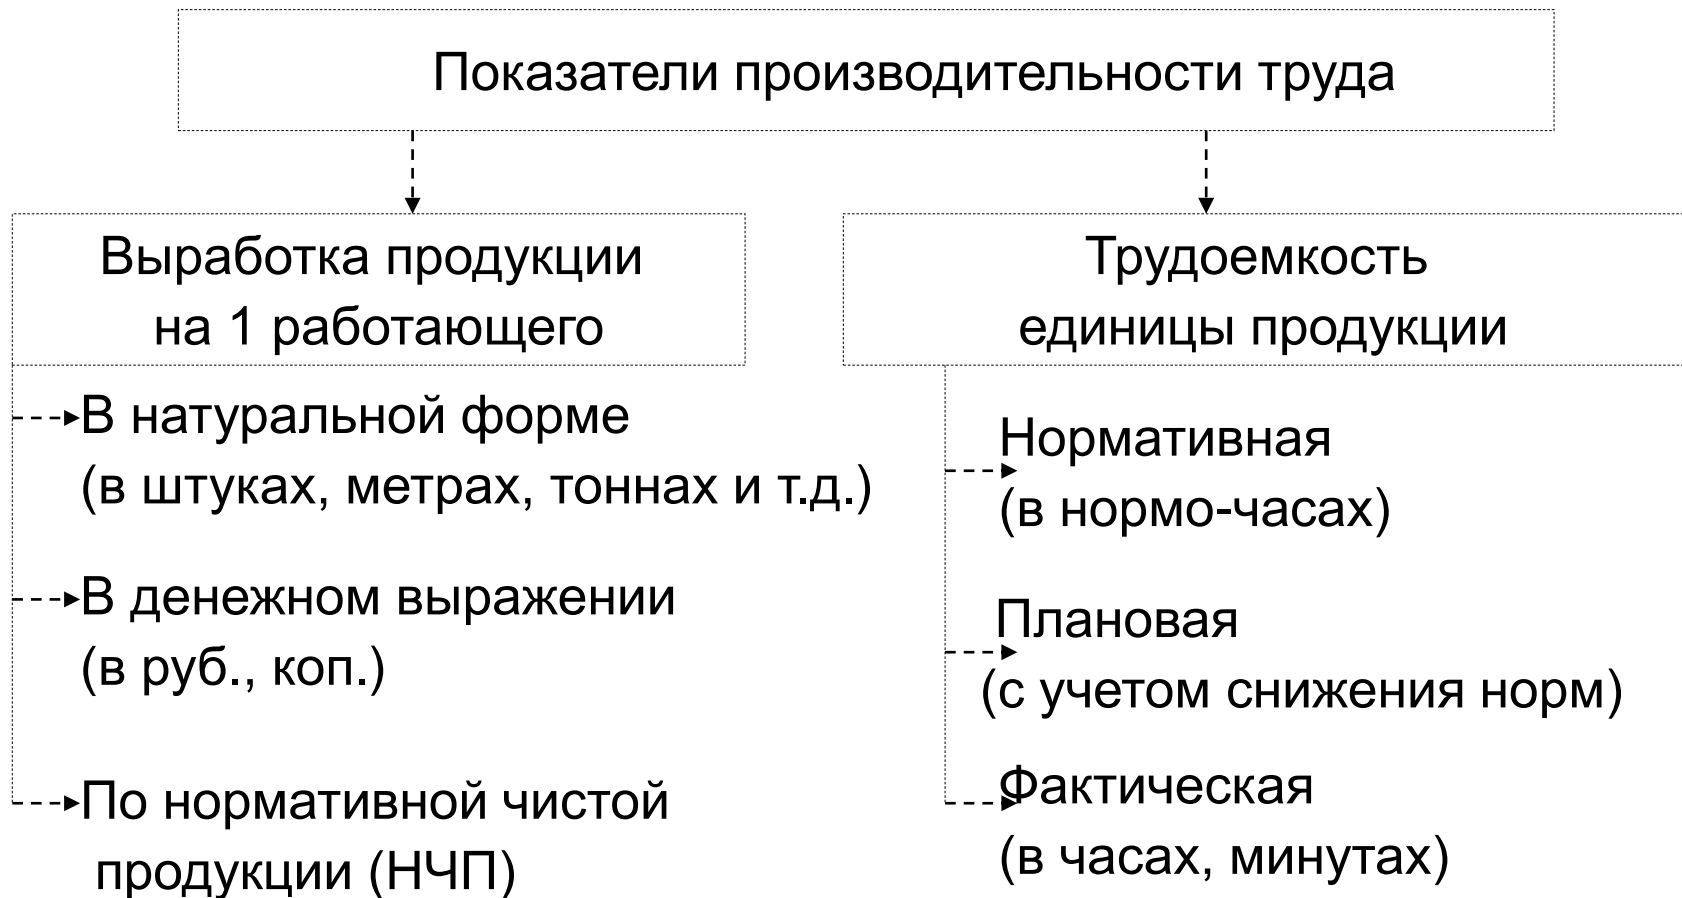 Показатели производительности труда
Выработка продукции
на 1 работающего
В натуральной форме
(в штуках, метрах, тоннах и т.д.)
В денежном выражении
(в руб., коп.)
По нормативной чистой
продукции (НЧП)
Трудоемкость
единицы продукции
Нормативная
(в нормо-часах)
Плановая
(с учетом снижения норм)
Фактическая
(в часах, минутах)